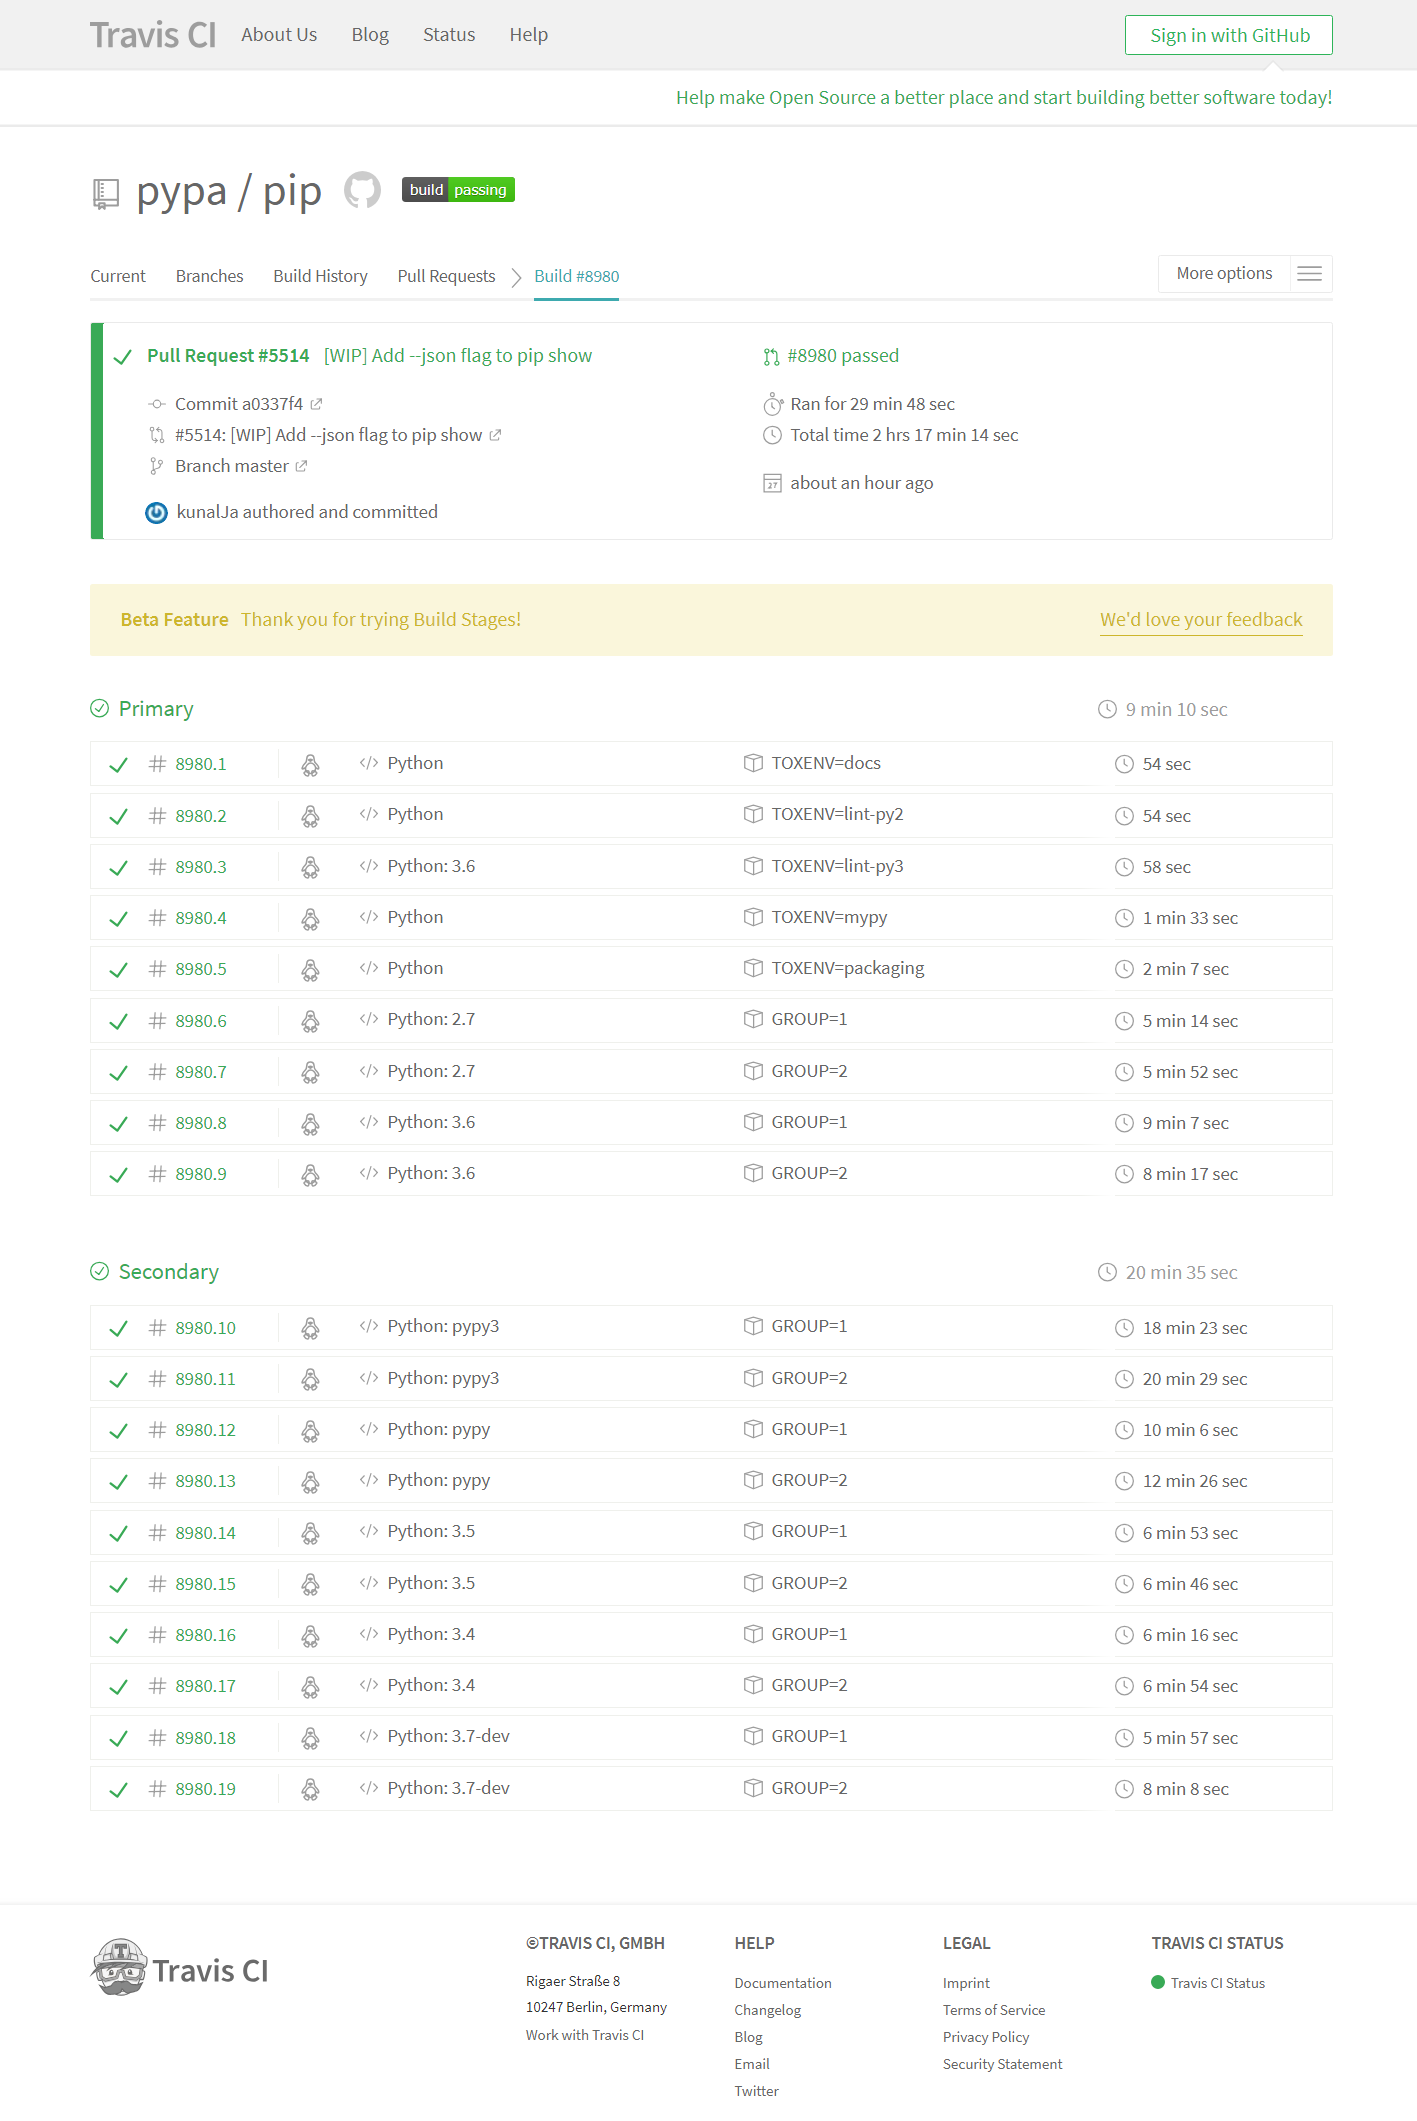 Travis CI About Us Blog Status Help Sign in with GitHub
Help make Open Source a better place and start building better software today!
pypa / pip build passing
Current Branches Build History Pull Requests Build #8980 More options
Pull Request #5514 [WIP] Add --json flag to pip show #8980 passed
Commit a0337f4 Ran for 29 min 48 sec
#5514: [WIP] Add --json flag to pip show Total time 2 hrs 17 min 14 sec
Branch master
27 about an hour ago
kunalJa authored and committed
Beta Feature Thank you for trying Build Stages! We'd love your feedback
Primary 9 min 10 sec
# 8980.1 </> Python TOXENV=docs 54 sec
# 8980.2 </> Python TOXENV=lint-py2 54 sec
# 8980.3 </> Python: 3.6 TOXENV=lint-py3 58 sec
# 8980.4 </> Python TOXENV=mypy 1 min 33 sec
# 8980.5 </> Python TOXENV=packaging 2 min 7 sec
# 8980.6 </> Python: 2.7 GROUP=1 5 min 14 sec
# 8980.7 </> Python: 2.7 GROUP=2 5 min 52 sec
# 8980.8 </> Python: 3.6 GROUP=1 9 min 7 sec
# 8980.9 </> Python: 3.6 GROUP=2 8 min 17 sec
Secondary 20 min 35 sec
# 8980.10 </> Python: pypy3 GROUP=1 18 min 23 sec
# 8980.11 </> Python: pypy3 GROUP=2 20 min 29 sec
# 8980.12 </> Python: pypy GROUP=1 10 min 6 sec
# 8980.13 </> Python: pypy GROUP=2 12 min 26 sec
# 8980.14 </> Python: 3.5 GROUP=1 6 min 53 sec
# 8980.15 </> Python: 3.5 GROUP=2 6 min 46 sec
# 8980.16 </> Python: 3.4 GROUP=1 6 min 16 sec
# 8980.17 </> Python: 3.4 GROUP=2 6 min 54 sec
# 8980.18 </> Python: 3.7-dev GROUP=1 5 min 57 sec
# 8980.19 </> Python: 3.7-dev GROUP=2 8 min 8 sec
T Travis CI
©TRAVIS CI, GMBH
Rigaer Straße 8
10247 Berlin, Germany
Work with Travis CI
HELP
Documentation
Changelog
Blog
Email
Twitter
LEGAL
Imprint
Terms of Service
Privacy Policy
Security Statement
TRAVIS CI STATUS
Travis CI Status